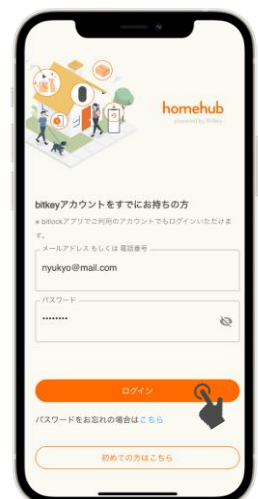 homehub
powered by Bitkey
bitkeyアカウントをすでにお持ちの方
※ bitlockアプリでご利用のアカウントでもログインいただけま
す。
メールアドレス もしくは 電話番号
nyukyo@mail.com
パスワード
••••••••
ログイン
パスワードをお忘れの場合は こちら
初めての方はこちら